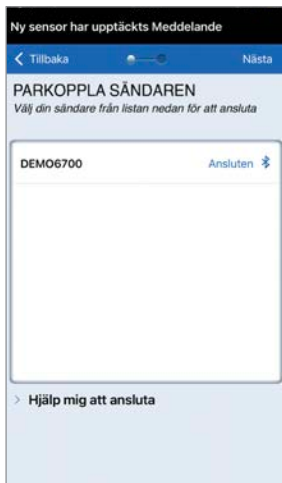 Ny sensor har upptäckts Meddelande
Tillbaka
Nästa
PARKOPPLA SÄNDAREN
Välj din sändare från listan nedan för att ansluta
DEMO6700
Ansluten
Hjälp mig att ansluta